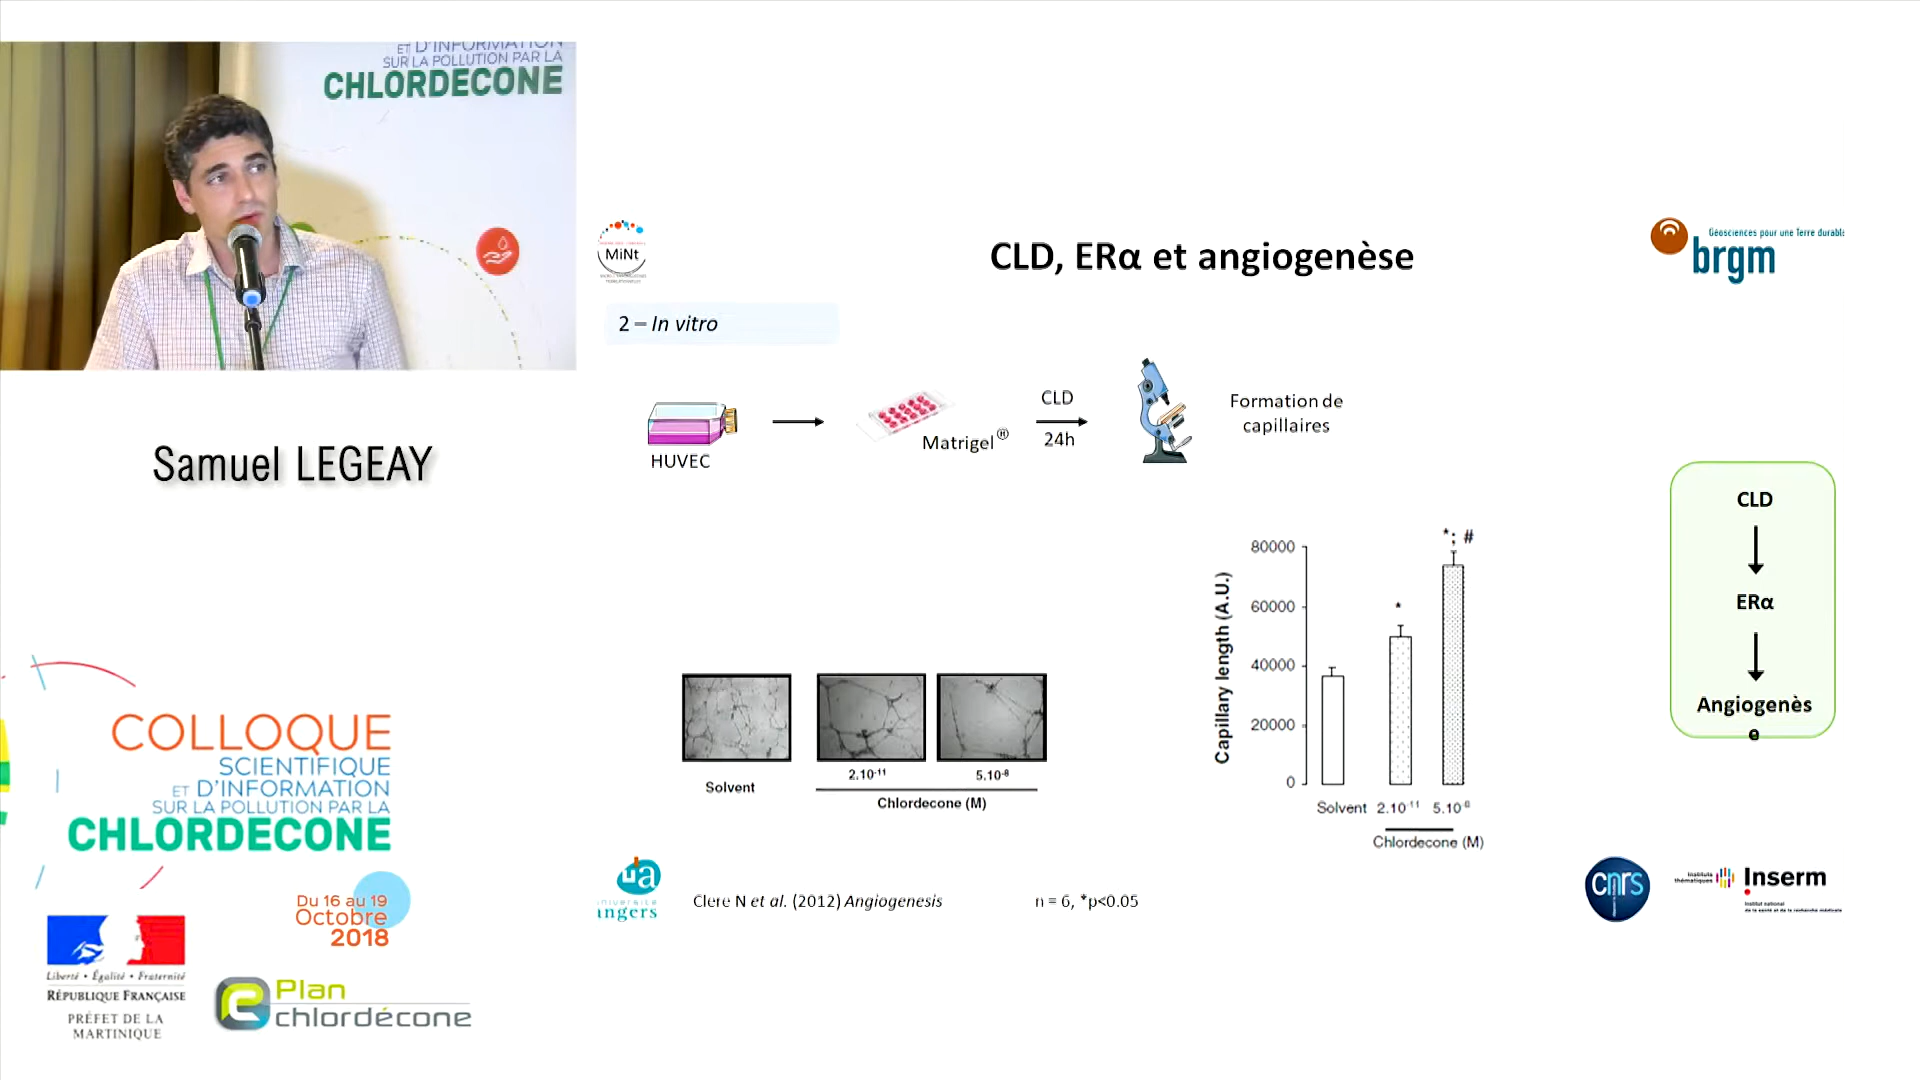 ET D'INFORMATION
SUR LA POLLUTION PAR LA
CHLORDECONE
Samuel LEGEAY
COLLOQUE
SCIENTIFIQUE
ET D'INFORMATION
SUR LA POLLUTION PAR LA
CHLORDECONE
Du 16 au 19
Octobre
2018
Liberté • Égalité • Fraternité
RÉPUBLIQUE FRANÇAISE
PRÉFET DE LA
MARTINIQUE
Plan
chlordécone
MiNt
CLD, ERα et angiogenèse
Géosciences pour une Terre durable
brgm
2 – In vitro
HUVEC
Matrigel®
CLD
24h
Formation de
capillaires
CLD
ERα
Angiogenès
e
Solvent
2.10⁻¹¹
5.10⁻⁸
Chlordecone (M)
Capillary length (A.U.)
80000
60000
40000
20000
0
*
*; #
Solvent 2.10⁻¹¹ 5.10⁻⁸
Chlordecone (M)
ua
université
angers
Clere N et al. (2012) Angiogenesis
n = 6, *p<0.05
cnrs
Instituts
thématiques
Inserm
Institut national
de la santé et de la recherche médicale